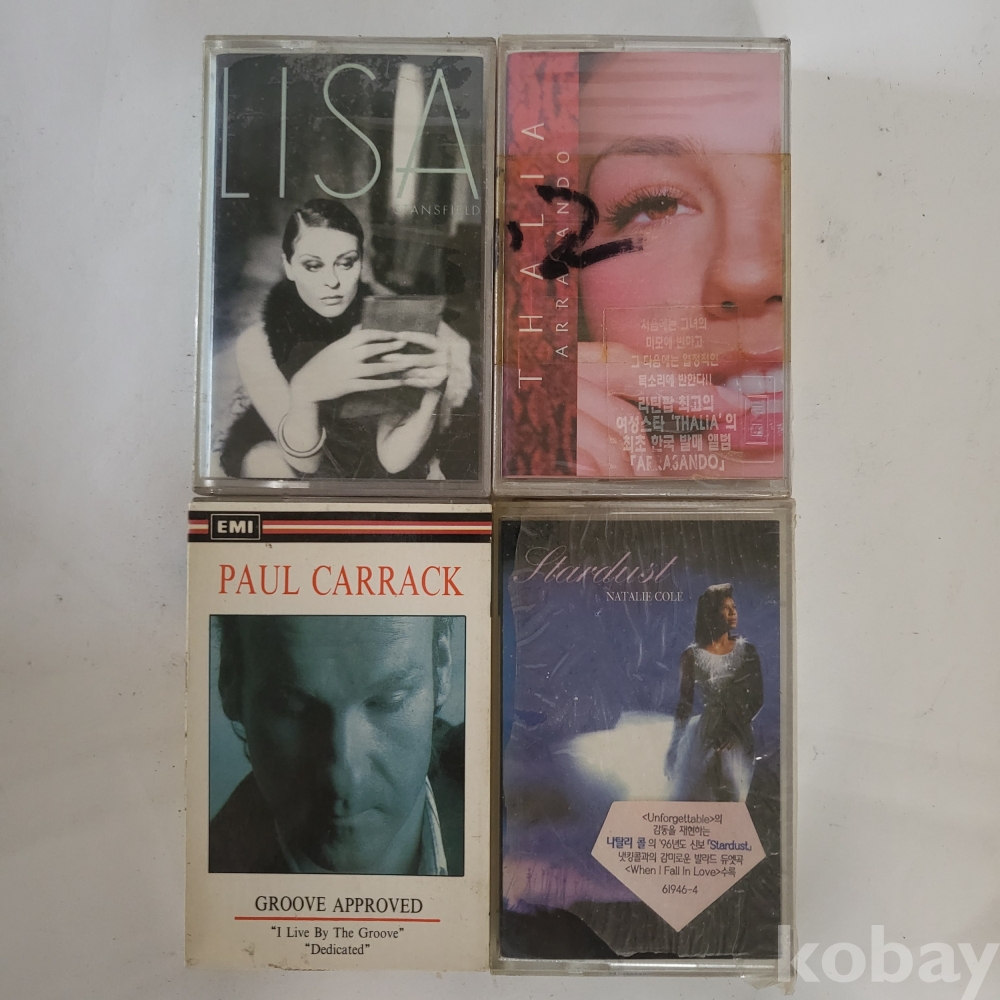 LISA
STANSFIELD
THALIA
ARRASANDO
'2
처음에는 그녀의
미모에 반하고
그 다음에는 열정적인
목소리에 반한다!!
라틴팝 최고의
여성스타 'THALIA'의
최초 한국 발매 앨범
「ARRASANDO」
EMI
PAUL CARRACK
GROOVE APPROVED
“I Live By The Groove”
“Dedicated”
Stardust
NATALIE COLE
<Unforgettable>의
감동을 재현하는
나탈리 콜의 '96년도 신보「Stardust」
냇킹콜과의 감미로운 발라드 듀엣곡
<When I Fall In Love>수록
61946-4
kobay